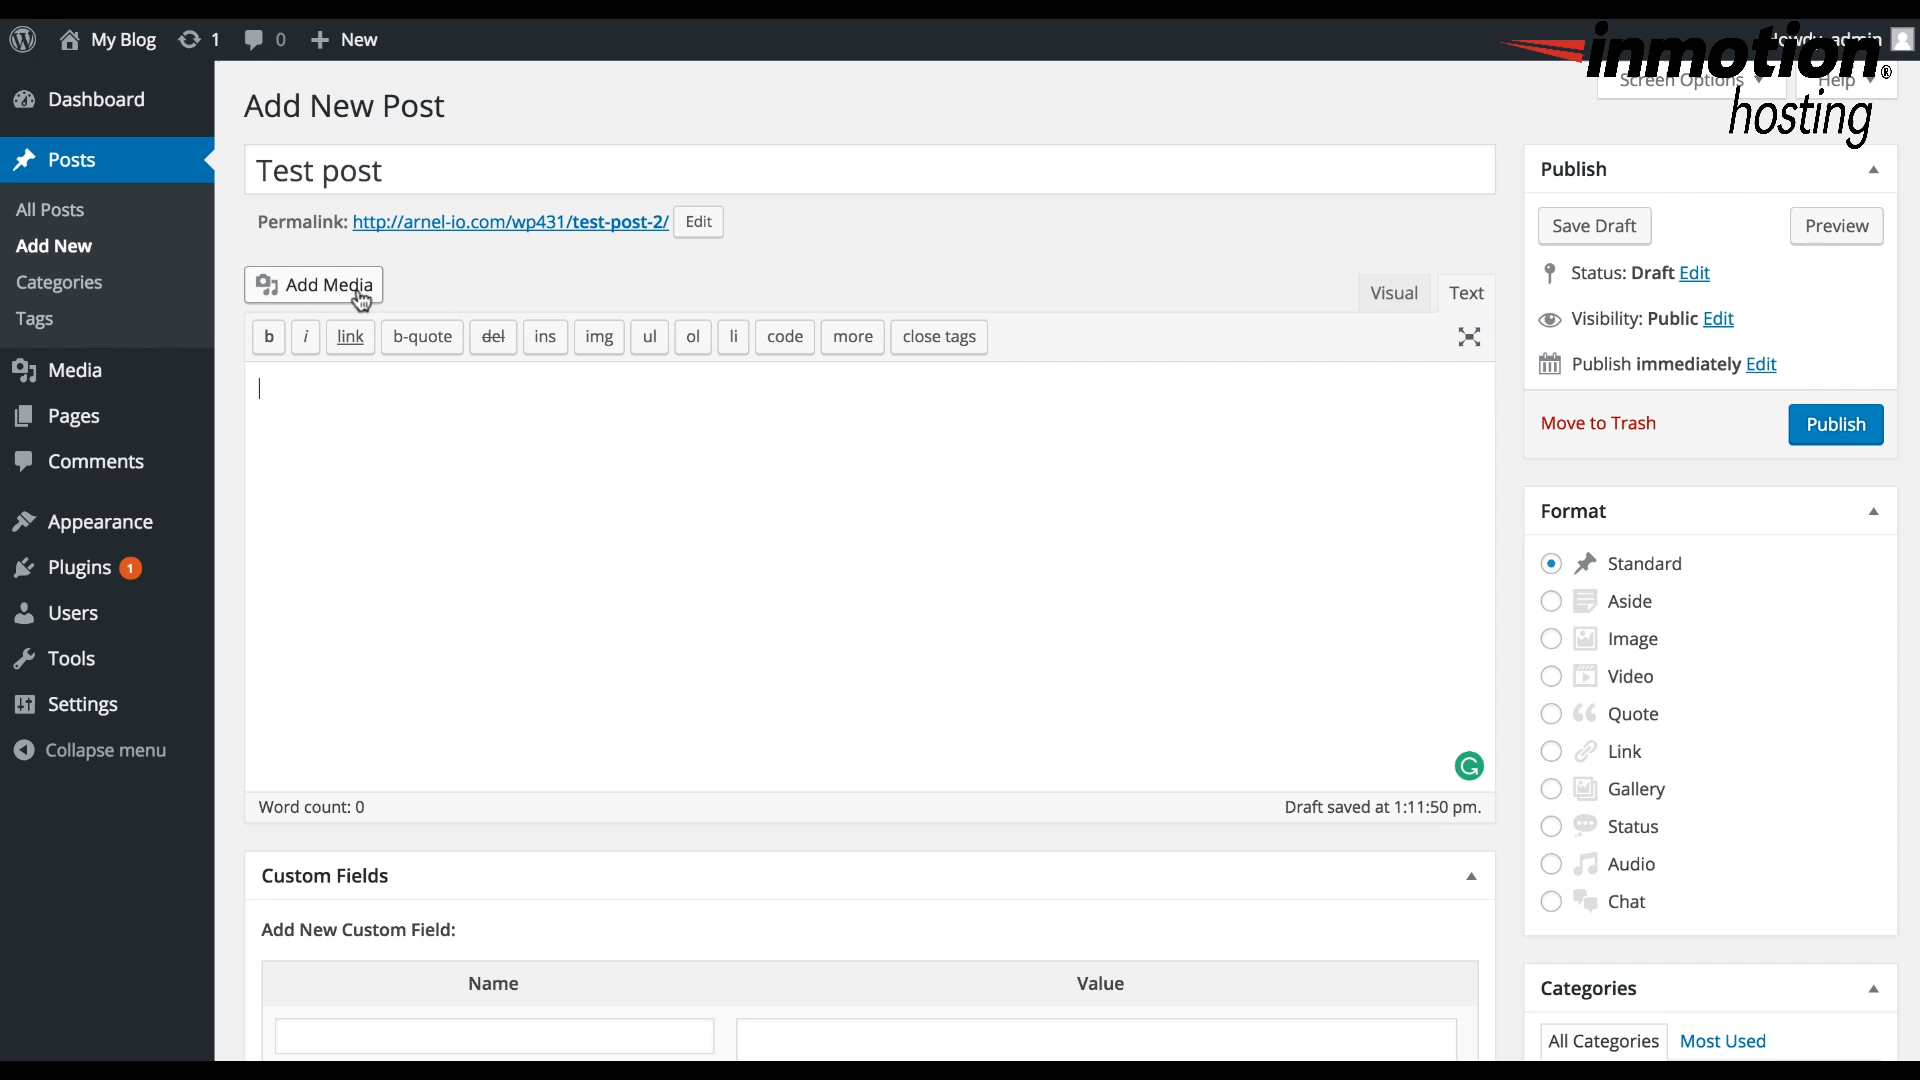 My Blog 1 0 New Howdy, admin
inmotion®
hosting
Screen Options Help
Dashboard
Posts
All Posts
Add New
Categories
Tags
Media
Pages
Comments
Appearance
Plugins 1
Users
Tools
Settings
Collapse menu
Add New Post
Test post
Permalink: http://arnel-io.com/wp431/test-post-2/ Edit
Add Media
Visual Text
b i link b-quote del ins img ul ol li code more close tags
Word count: 0 Draft saved at 1:11:50 pm.
Custom Fields
Add New Custom Field:
Name Value
Publish
Save Draft Preview
Status: Draft Edit
Visibility: Public Edit
Publish immediately Edit
Move to Trash Publish
Format
Standard
Aside
Image
Video
Quote
Link
Gallery
Status
Audio
Chat
Categories
All Categories Most Used